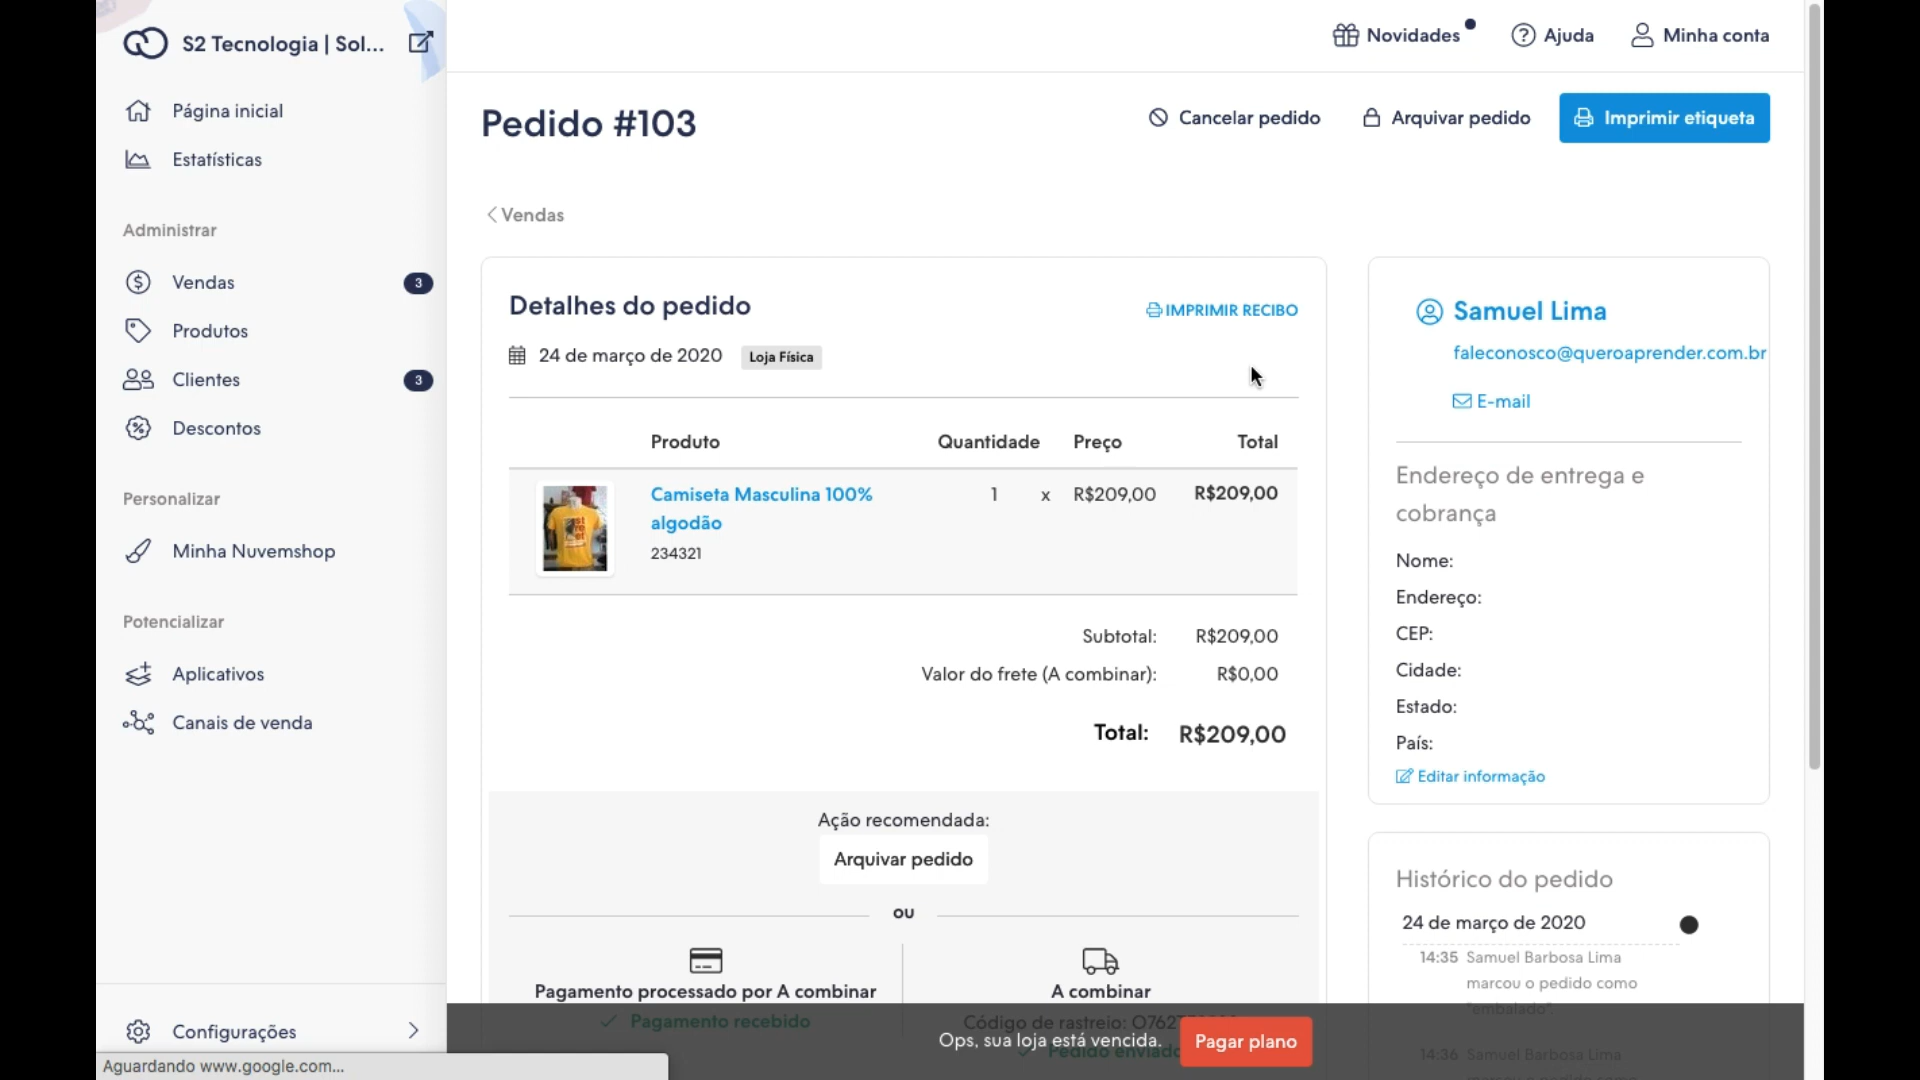 S2 Tecnologia | Sol...
Página inicial
Estatísticas
Administrar
Vendas
3
Produtos
Clientes
3
Descontos
Personalizar
Minha Nuvemshop
Potencializar
Aplicativos
Canais de venda
Configurações
Aguardando www.google.com...
Novidades
Ajuda
Minha conta
Pedido #103
Cancelar pedido
Arquivar pedido
Imprimir etiqueta
Vendas
Detalhes do pedido
IMPRIMIR RECIBO
24 de março de 2020
Loja Física
Produto
Quantidade
Preço
Total
Camiseta Masculina 100%
algodão
234321
1
x
R$209,00
R$209,00
Subtotal:
R$209,00
Valor do frete (A combinar):
R$0,00
Total:
R$209,00
Ação recomendada:
Arquivar pedido
ou
Pagamento processado por A combinar
Pagamento recebido
A combinar
Código de rastreio:
Pedido enviado
Ops, sua loja está vencida.
Pagar plano
Samuel Lima
faleconosco@queroaprender.com.br
E-mail
Endereço de entrega e
cobrança
Nome:
Endereço:
CEP:
Cidade:
Estado:
País:
Editar informação
Histórico do pedido
24 de março de 2020
14:35 Samuel Barbosa Lima
marcou o pedido como
"embalado".
14:36 Samuel Barbosa Lima